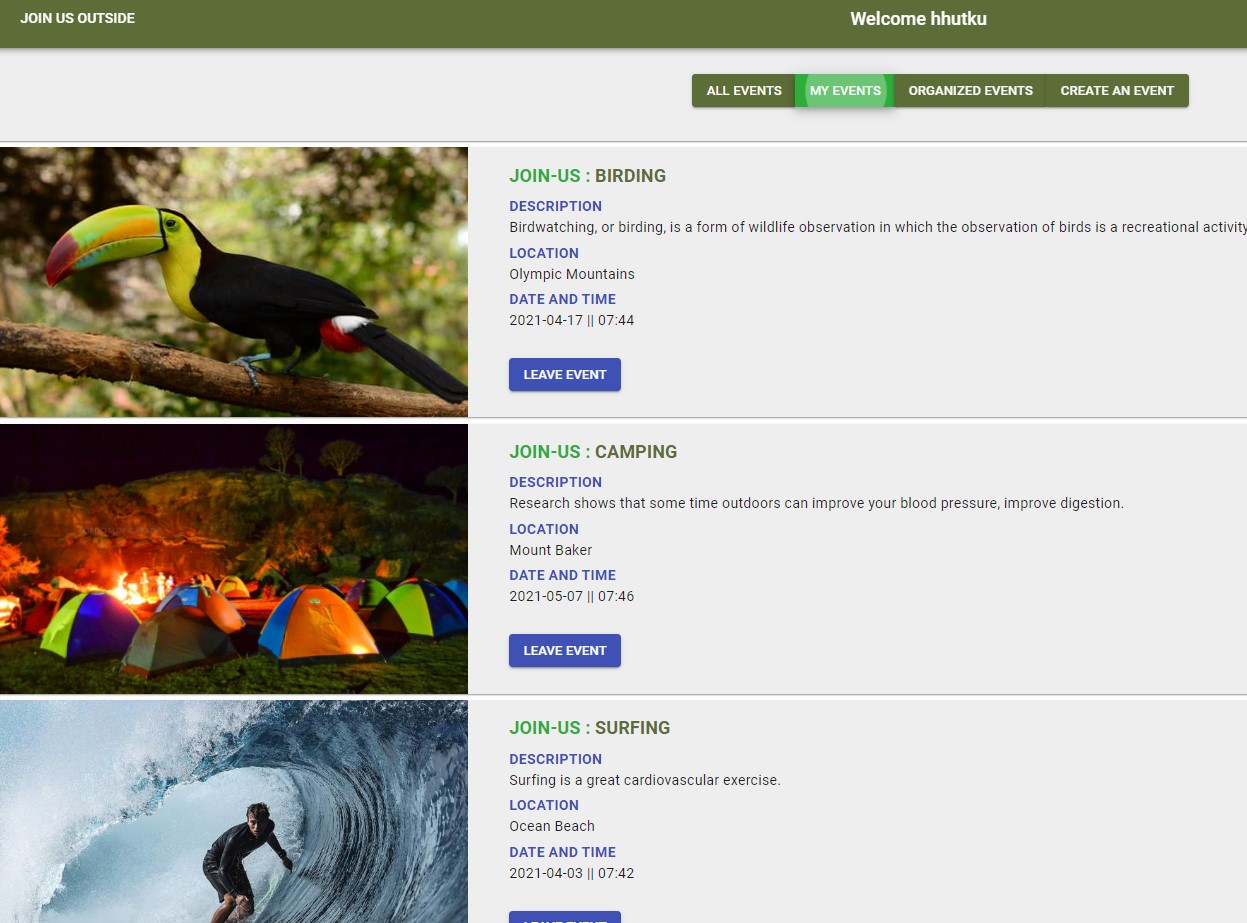 JOIN US OUTSIDE
Welcome hhutku
ALL EVENTS
MY EVENTS
ORGANIZED EVENTS
CREATE AN EVENT
JOIN-US : BIRDING
DESCRIPTION
Birdwatching, or birding, is a form of wildlife observation in which the observation of birds is a recreational activity
LOCATION
Olympic Mountains
DATE AND TIME
2021-04-17 || 07:44
LEAVE EVENT
JOIN-US : CAMPING
DESCRIPTION
Research shows that some time outdoors can improve your blood pressure, improve digestion.
LOCATION
Mount Baker
DATE AND TIME
2021-05-07 || 07:46
LEAVE EVENT
JOIN-US : SURFING
DESCRIPTION
Surfing is a great cardiovascular exercise.
LOCATION
Ocean Beach
DATE AND TIME
2021-04-03 || 07:42